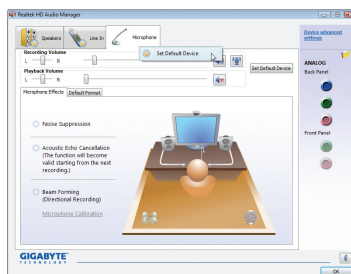 Realtek HD Audio Manager
Speakers
Line In
Microphone
Device advanced
settings
Set Default Device
Recording Volume
L
R
Set Default Device
Playback Volume
L
R
ANALOG
Back Panel
Microphone Effects
Default Format
Noise Suppression
Acoustic Echo Cancellation
(The function will become
valid starting from the next
recording.)
Front Panel
Beam Forming
(Directional Recording)
Microphone Calibration
GIGABYTE
TECHNOLOGY
OK